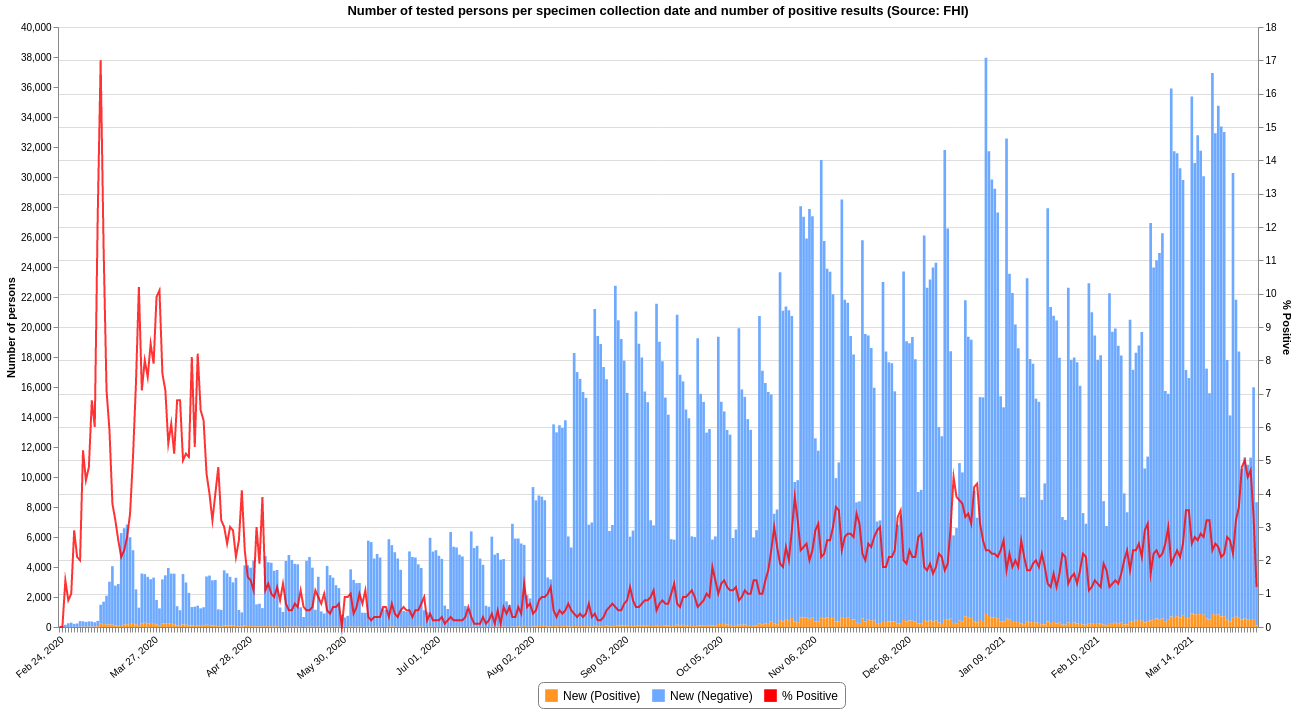 Number of tested persons per specimen collection date and number of positive results (Source: FHI)
40,000
38,000
36,000
34,000
32,000
30,000
28,000
26,000
24,000
22,000
20,000
18,000
16,000
14,000
12,000
10,000
8,000
6,000
4,000
2,000
0
Number of persons
18
17
16
15
14
13
12
11
10
9
8
7
6
5
4
3
2
1
0
% Positive
Feb 24, 2020
Mar 27, 2020
Apr 28, 2020
May 30, 2020
Jul 01, 2020
Aug 02, 2020
Sep 03, 2020
Oct 05, 2020
Nov 06, 2020
Dec 08, 2020
Jan 09, 2021
Feb 10, 2021
Mar 14, 2021
New (Positive) New (Negative) % Positive